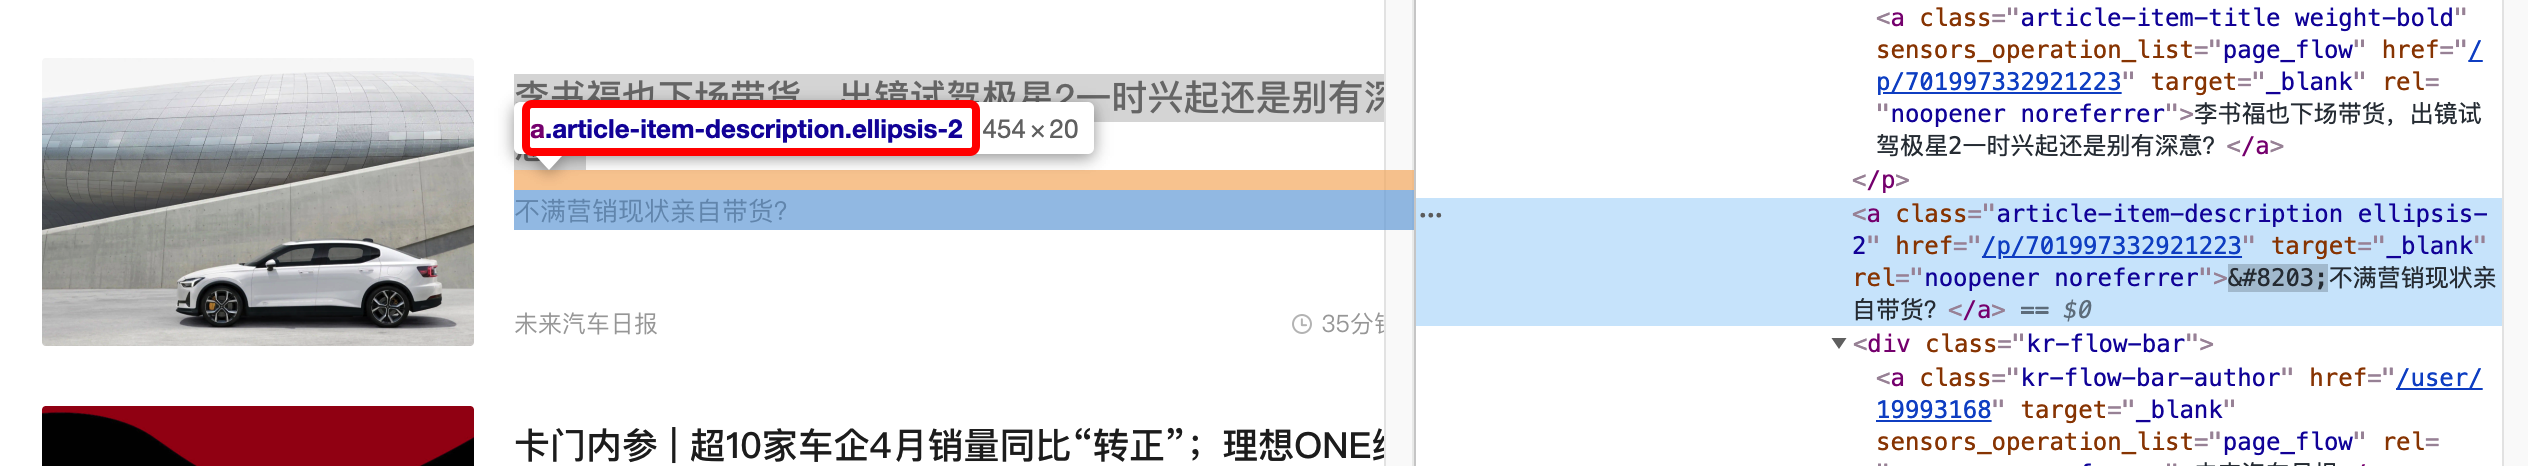 李书福也下场带货，出镜试驾极星2一时兴起还是别有深
a.article-item-description.ellipsis-2 454 × 20
不满营销现状亲自带货?
未来汽车日报
35分钟
卡门内参 | 超10家车企4月销量同比“转正”；理想ONE纟
<a class="article-item-title weight-bold"
sensors_operation_list="page_flow" href="/
p/701997332921223" target="_blank" rel=
"noopener noreferrer">李书福也下场带货，出镜试
驾极星2一时兴起还是别有深意？</a>
</p>
<a class="article-item-description ellipsis-
2" href="/p/701997332921223" target="_blank"
rel="noopener noreferrer">&#8203;不满营销现状亲
自带货？</a> == $0
<div class="kr-flow-bar">
<a class="kr-flow-bar-author" href="/user/
19993168" target="_blank"
sensors_operation_list="page_flow" rel=